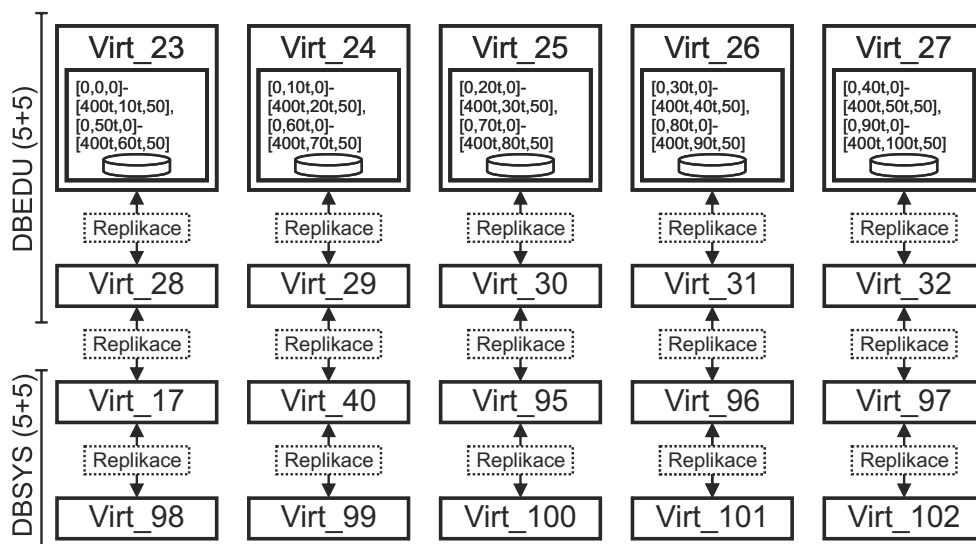 DBEDU (5+5)
Virt_23
[0,0,0]-
[400t,10t,50],
[0,50t,0]-
[400t,60t,50]
Virt_24
[0,10t,0]-
[400t,20t,50],
[0,60t,0]-
[400t,70t,50]
Virt_25
[0,20t,0]-
[400t,30t,50],
[0,70t,0]-
[400t,80t,50]
Virt_26
[0,30t,0]-
[400t,40t,50],
[0,80t,0]-
[400t,90t,50]
Virt_27
[0,40t,0]-
[400t,50t,50],
[0,90t,0]-
[400t,100t,50]
Replikace
Replikace
Replikace
Replikace
Replikace
Virt_28
Virt_29
Virt_30
Virt_31
Virt_32
Replikace
Replikace
Replikace
Replikace
Replikace
DBSYS (5+5)
Virt_17
Virt_40
Virt_95
Virt_96
Virt_97
Replikace
Replikace
Replikace
Replikace
Replikace
Virt_98
Virt_99
Virt_100
Virt_101
Virt_102